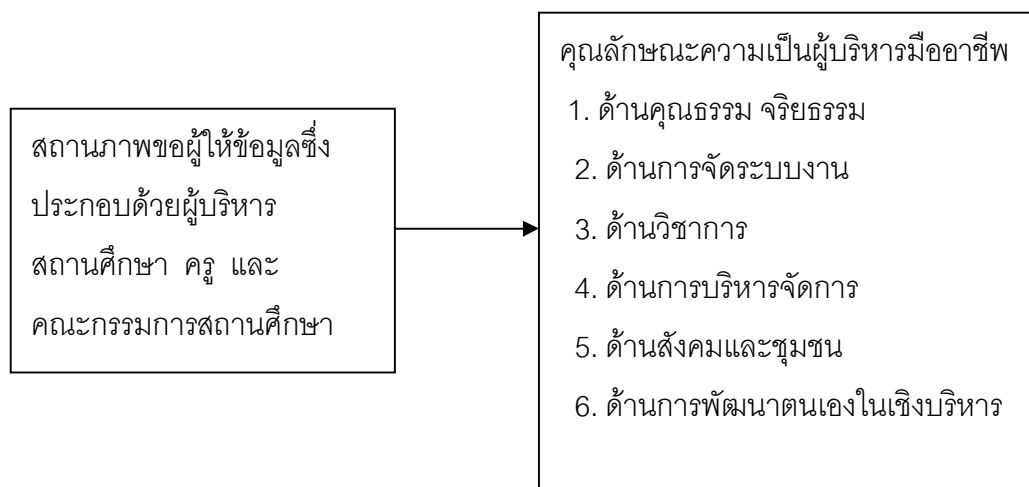 สถานภาพขอผู้ให้ข้อมูลซึ่ง
ประกอบด้วยผู้บริหาร
สถานศึกษา ครู และ
คณะกรรมการสถานศึกษา
คุณลักษณะความเป็นผู้บริหารมืออาชีพ
1. ด้านคุณธรรม จริยธรรม
2. ด้านการจัดระบบงาน
3. ด้านวิชาการ
4. ด้านการบริหารจัดการ
5. ด้านสังคมและชุมชน
6. ด้านการพัฒนาตนเองในเชิงบริหาร